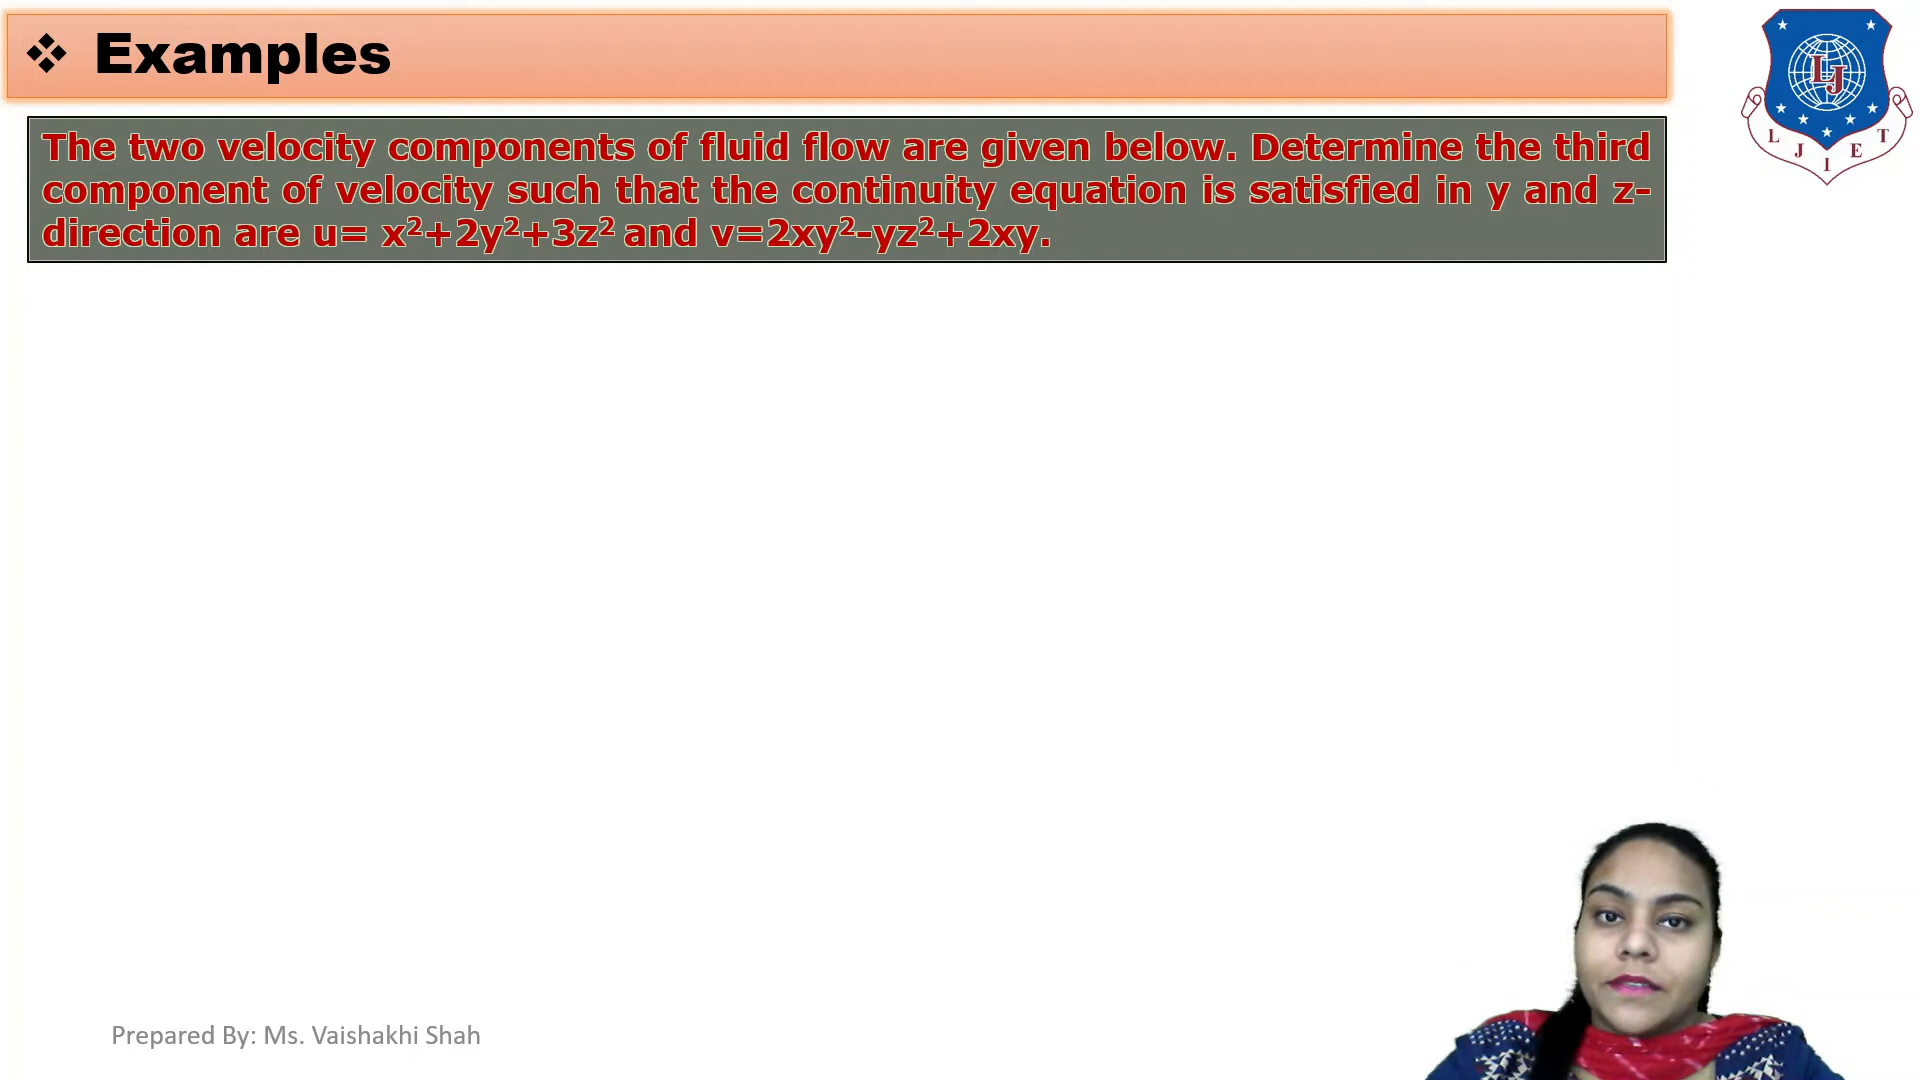 ❖ Examples
The two velocity components of fluid flow are given below. Determine the third
component of velocity such that the continuity equation is satisfied in y and z-
direction are u= x²+2y²+3z² and v=2xy²-yz²+2xy.
LJ
L J I E T
Prepared By: Ms. Vaishakhi Shah